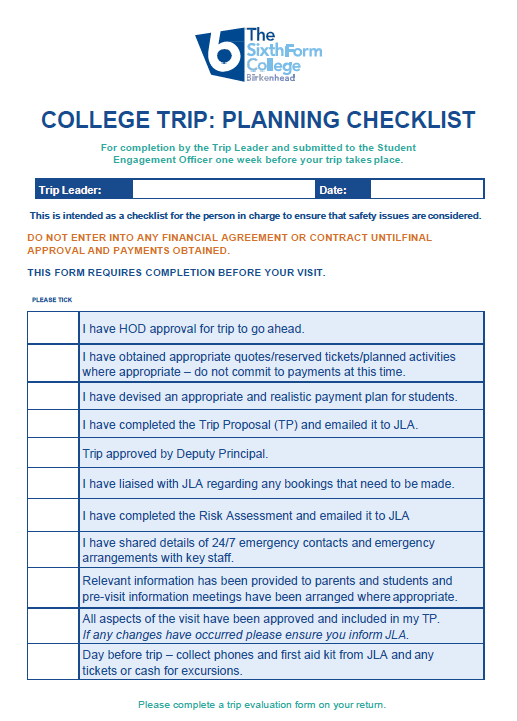 The
SixthForm
College
Birkenhead
6
COLLEGE TRIP: PLANNING CHECKLIST
For completion by the Trip Leader and submitted to the Student
Engagement Officer one week before your trip takes place.
Trip Leader: Date:
This is intended as a checklist for the person in charge to ensure that safety issues are considered.
DO NOT ENTER INTO ANY FINANCIAL AGREEMENT OR CONTRACT UNTILFINAL
APPROVAL AND PAYMENTS OBTAINED.
THIS FORM REQUIRES COMPLETION BEFORE YOUR VISIT.
PLEASE TICK
I have HOD approval for trip to go ahead.
I have obtained appropriate quotes/reserved tickets/planned activities
where appropriate – do not commit to payments at this time.
I have devised an appropriate and realistic payment plan for students.
I have completed the Trip Proposal (TP) and emailed it to JLA.
Trip approved by Deputy Principal.
I have liaised with JLA regarding any bookings that need to be made.
I have completed the Risk Assessment and emailed it to JLA
I have shared details of 24/7 emergency contacts and emergency
arrangements with key staff.
Relevant information has been provided to parents and students and
pre-visit information meetings have been arranged where appropriate.
All aspects of the visit have been approved and included in my TP.
If any changes have occurred please ensure you inform JLA.
Day before trip – collect phones and first aid kit from JLA and any
tickets or cash for excursions.
Please complete a trip evaluation form on your return.